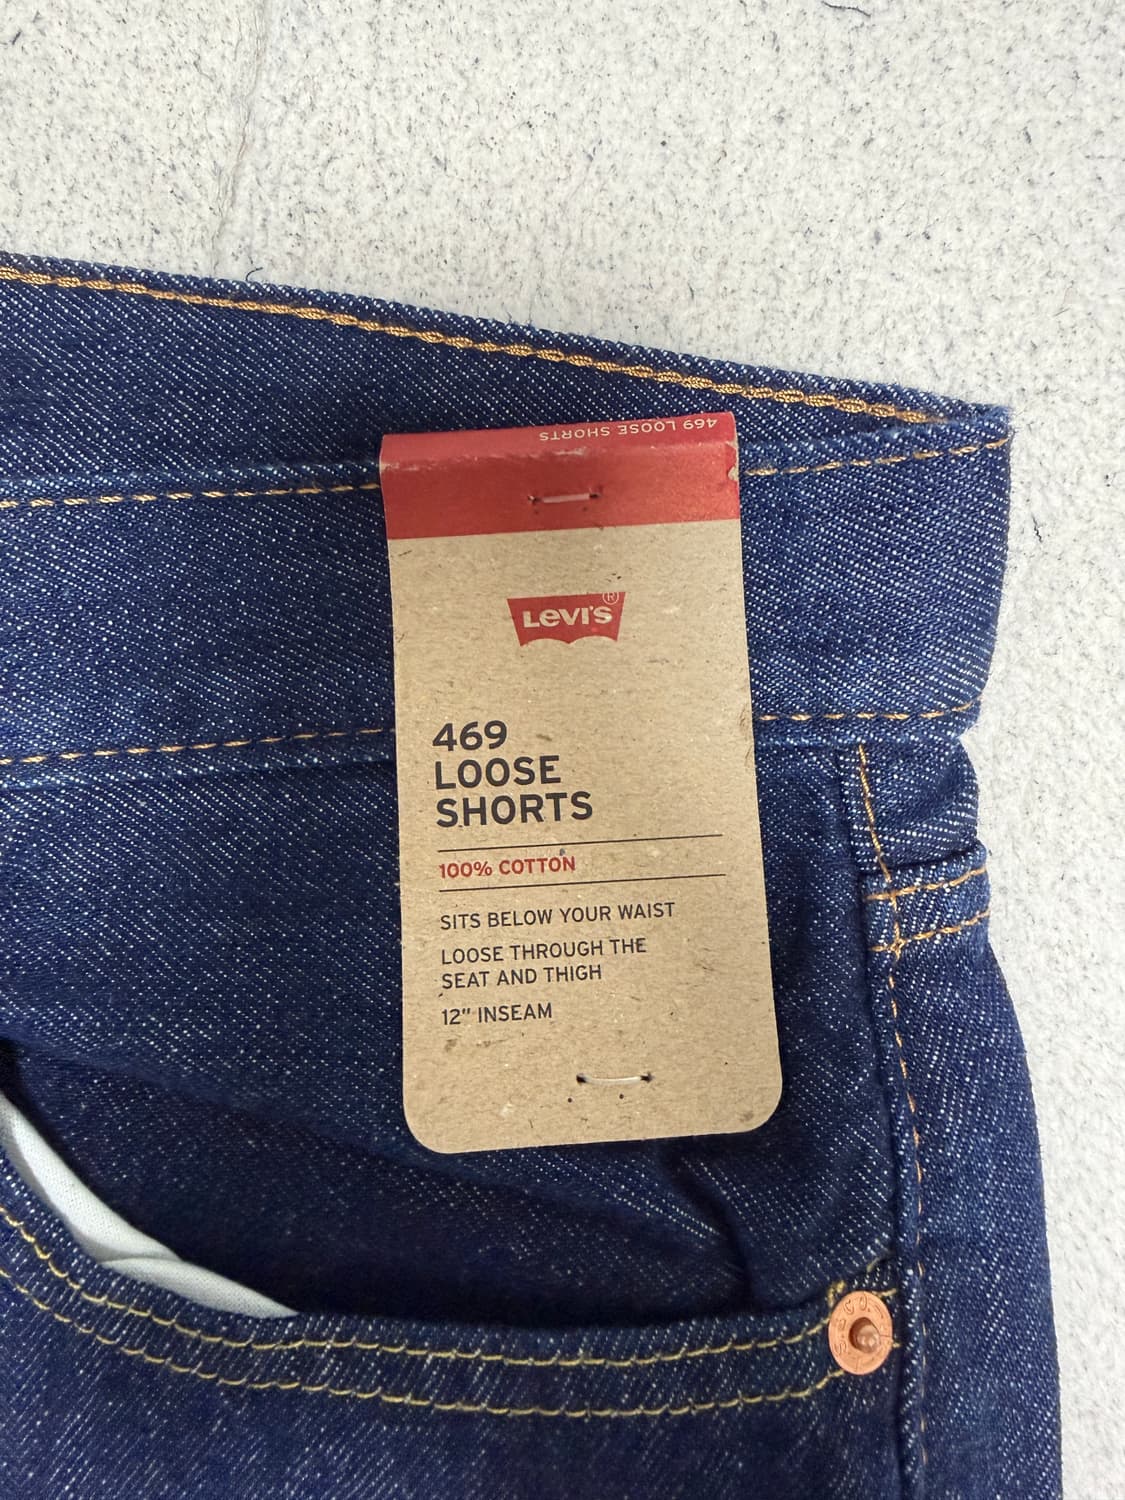 469 LOOSE SHORTS
LEVI'S®
469
LOOSE
SHORTS
100% COTTON
SITS BELOW YOUR WAIST
LOOSE THROUGH THE
SEAT AND THIGH
12" INSEAM
S.&CO.